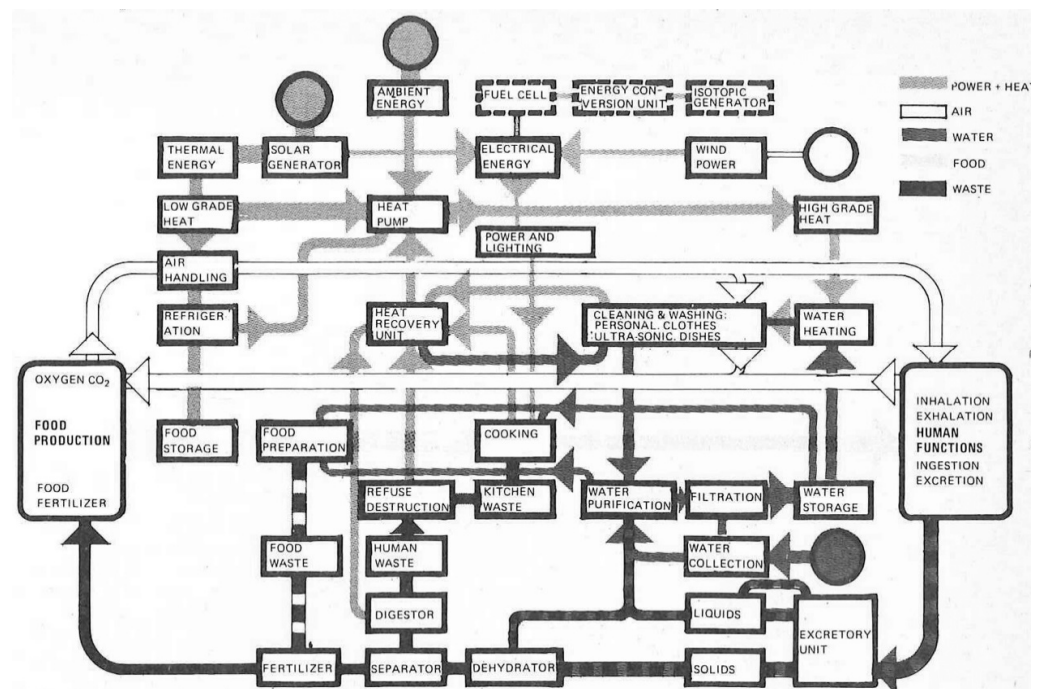 AMBIENT
ENERGY
FUEL CELL
ENERGY CON-
VERSION UNIT
ISOTOPIC
GENERATOR
POWER + HEA
AIR
WATER
FOOD
WASTE
THERMAL
ENERGY
SOLAR
GENERATOR
ELECTRICAL
ENERGY
WIND
POWER
LOW GRADE
HEAT
HEAT
PUMP
HIGH GRADE
HEAT
POWER AND
LIGHTING
AIR
HANDLING
REFRIGER-
ATION
HEAT
RECOVERY
UNIT
CLEANING & WASHING:
PERSONAL. CLOTHES
ULTRA-SONIC. DISHES
WATER
HEATING
OXYGEN CO2
FOOD
PRODUCTION
FOOD
FERTILIZER
INHALATION
EXHALATION
HUMAN
FUNCTIONS
INGESTION
EXCRETION
FOOD
STORAGE
FOOD
PREPARATION
COOKING
REFUSE
DESTRUCTION
KITCHEN
WASTE
WATER
PURIFICATION
FILTRATION
WATER
STORAGE
FOOD
WASTE
HUMAN
WASTE
WATER
COLLECTION
DIGESTOR
LIQUIDS
EXCRETORY
UNIT
FERTILIZER
SEPARATOR
DEHYDRATOR
SOLIDS